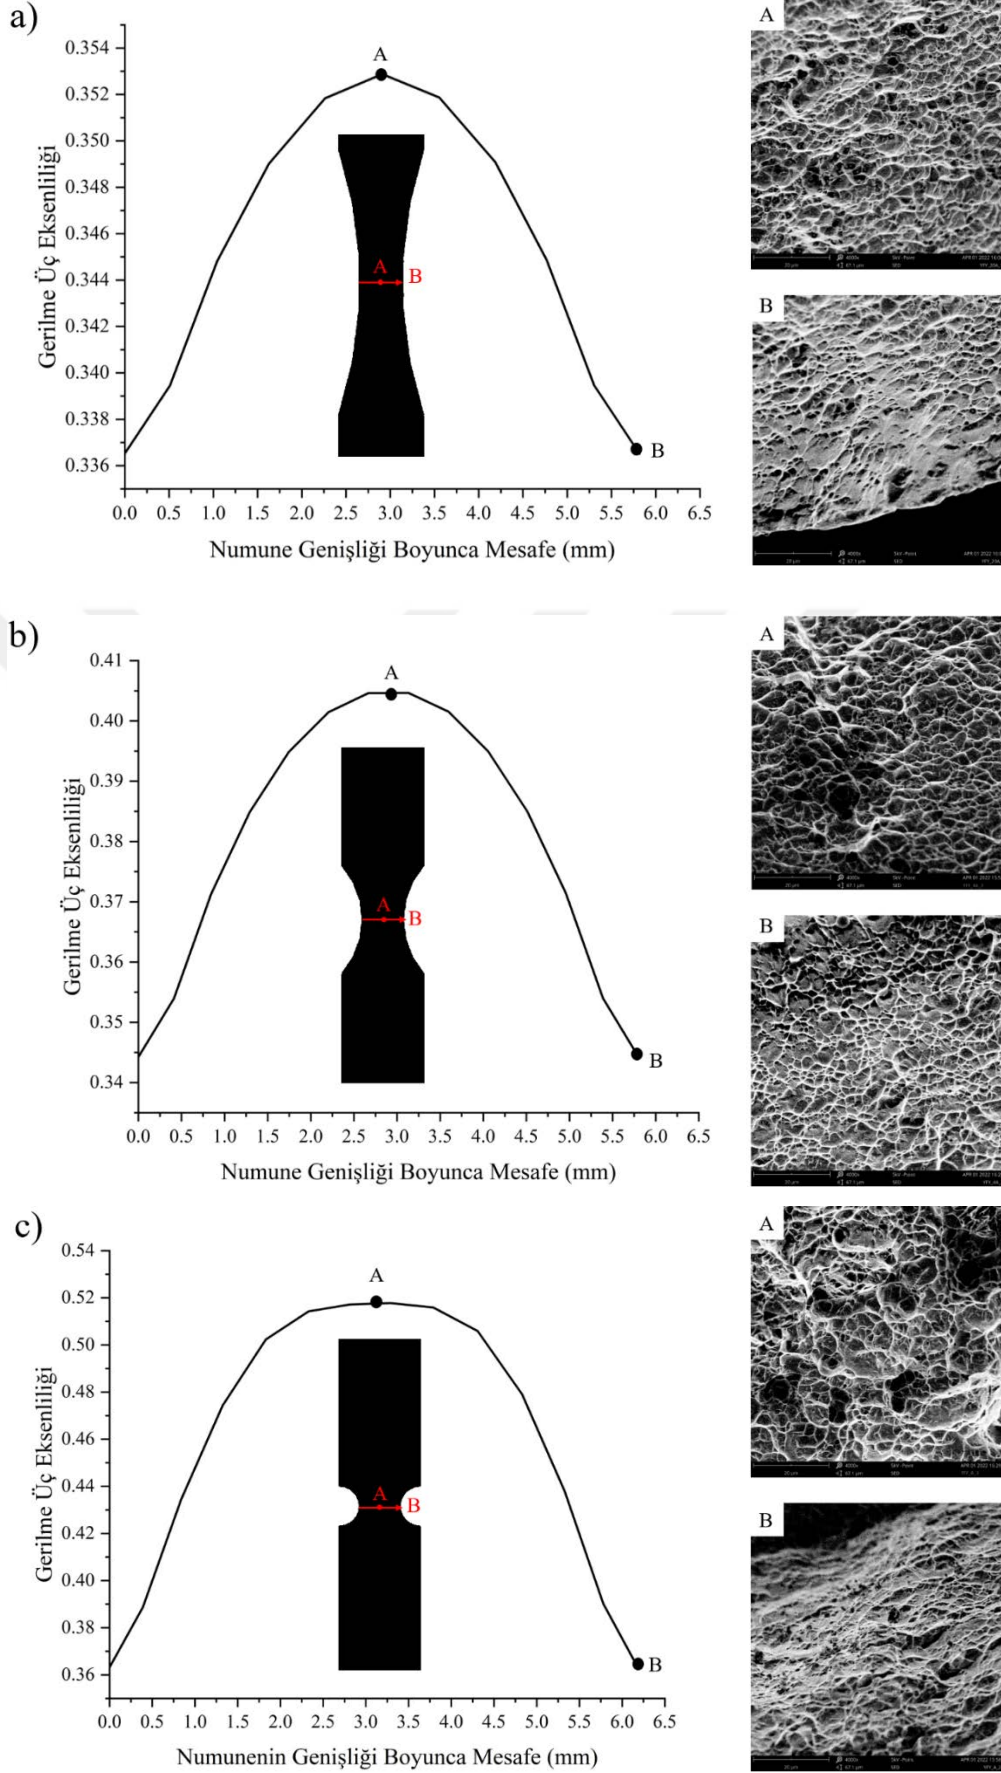 a)
A
0.354
0.352
0.350
0.348
0.346
0.344
0.342
0.340
0.338
0.336
Gerilme Üç Eksenliliği
A
B
B
0.0 0.5 1.0 1.5 2.0 2.5 3.0 3.5 4.0 4.5 5.0 5.5 6.0 6.5
Numune Genişliği Boyunca Mesafe (mm)
A
B
b)
A
0.41
0.40
0.39
0.38
0.37
0.36
0.35
0.34
Gerilme Üç Eksenliliği
A
B
B
0.0 0.5 1.0 1.5 2.0 2.5 3.0 3.5 4.0 4.5 5.0 5.5 6.0 6.5
Numune Genişliği Boyunca Mesafe (mm)
A
B
c)
A
0.54
0.52
0.50
0.48
0.46
0.44
0.42
0.40
0.38
0.36
Gerilme Üç Eksenliliği
A
B
B
0.0 0.5 1.0 1.5 2.0 2.5 3.0 3.5 4.0 4.5 5.0 5.5 6.0 6.5
Numunenin Genişliği Boyunca Mesafe (mm)
A
B